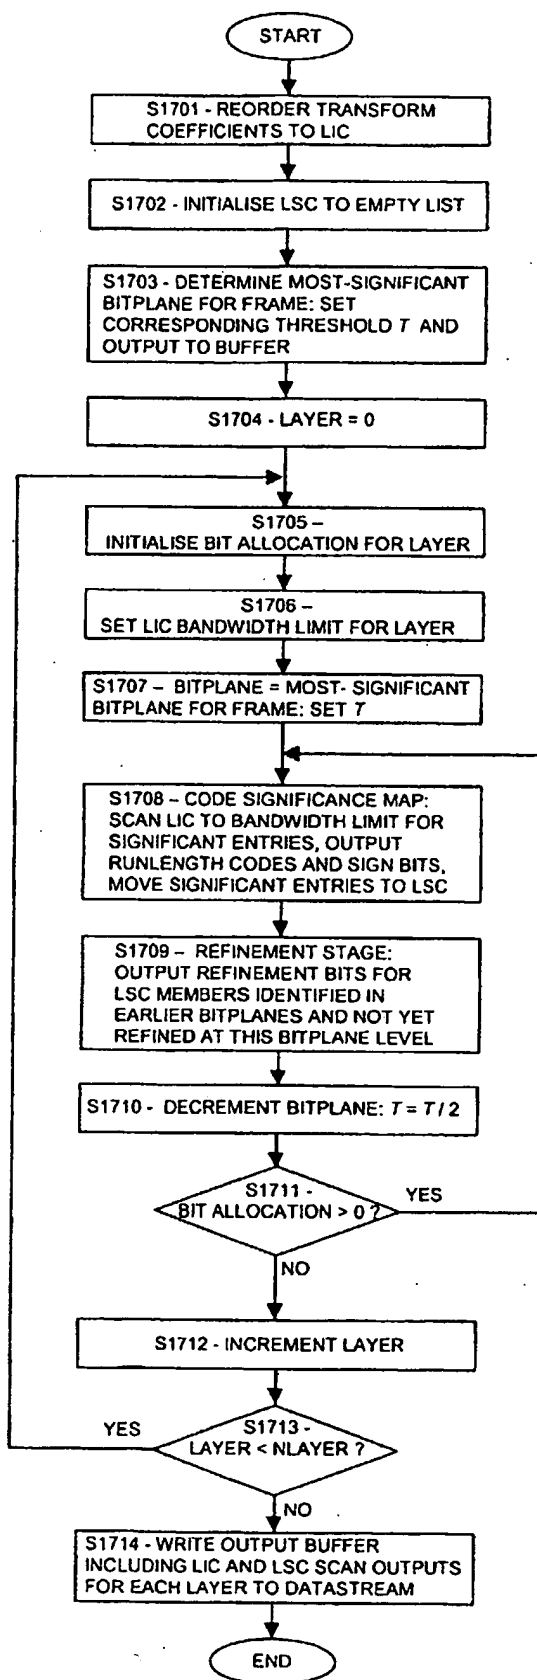 START
S1701 - REORDER TRANSFORM
COEFFICIENTS TO LIC
S1702 - INITIALISE LSC TO EMPTY LIST
S1703 - DETERMINE MOST-SIGNIFICANT
BITPLANE FOR FRAME: SET
CORRESPONDING THRESHOLD T AND
OUTPUT TO BUFFER
S1704 - LAYER = 0
S1705 –
INITIALISE BIT ALLOCATION FOR LAYER
S1706 –
SET LIC BANDWIDTH LIMIT FOR LAYER
S1707 – BITPLANE = MOST- SIGNIFICANT
BITPLANE FOR FRAME: SET T
S1708 – CODE SIGNIFICANCE MAP:
SCAN LIC TO BANDWIDTH LIMIT FOR
SIGNIFICANT ENTRIES, OUTPUT
RUNLENGTH CODES AND SIGN BITS,
MOVE SIGNIFICANT ENTRIES TO LSC
S1709 – REFINEMENT STAGE:
OUTPUT REFINEMENT BITS FOR
LSC MEMBERS IDENTIFIED IN
EARLIER BITPLANES AND NOT YET
REFINED AT THIS BITPLANE LEVEL
S1710 - DECREMENT BITPLANE: T = T / 2
S1711 -
BIT ALLOCATION > 0 ?
YES
NO
S1712 - INCREMENT LAYER
YES
S1713 -
LAYER < NLAYER ?
NO
S1714 - WRITE OUTPUT BUFFER
INCLUDING LIC AND LSC SCAN OUTPUTS
FOR EACH LAYER TO DATASTREAM
END